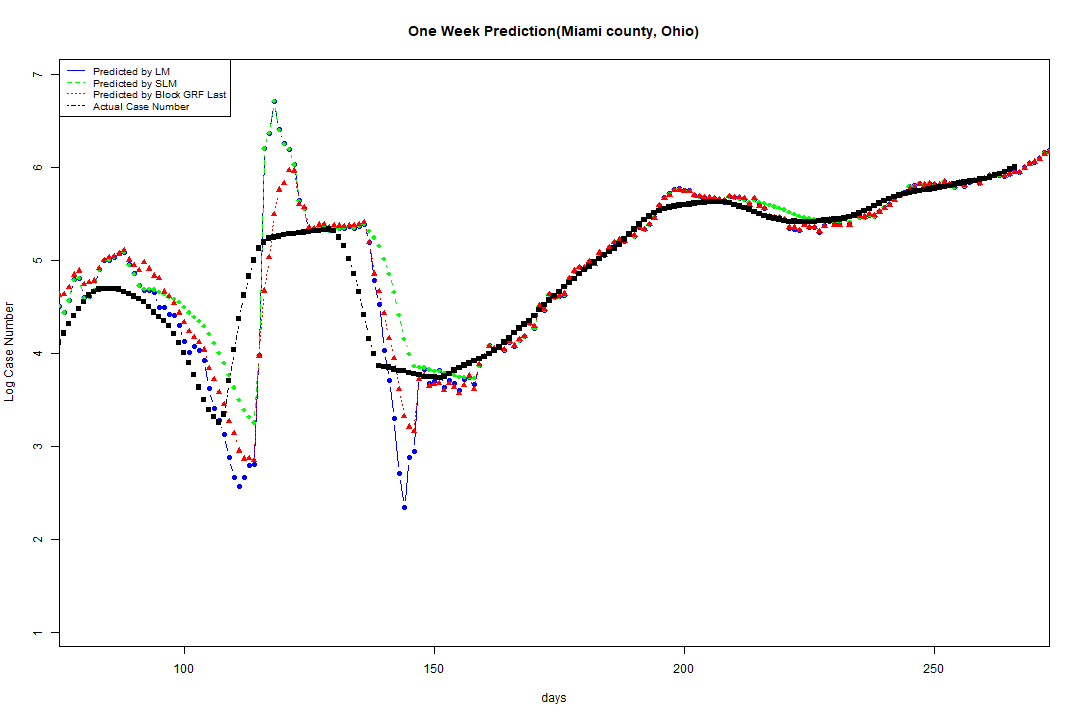 One Week Prediction(Miami county, Ohio)
Predicted by LM
Predicted by SLM
Predicted by Block GRF Last
Actual Case Number
7
6
5
4
3
2
1
Log Case Number
100 150 200 250
days